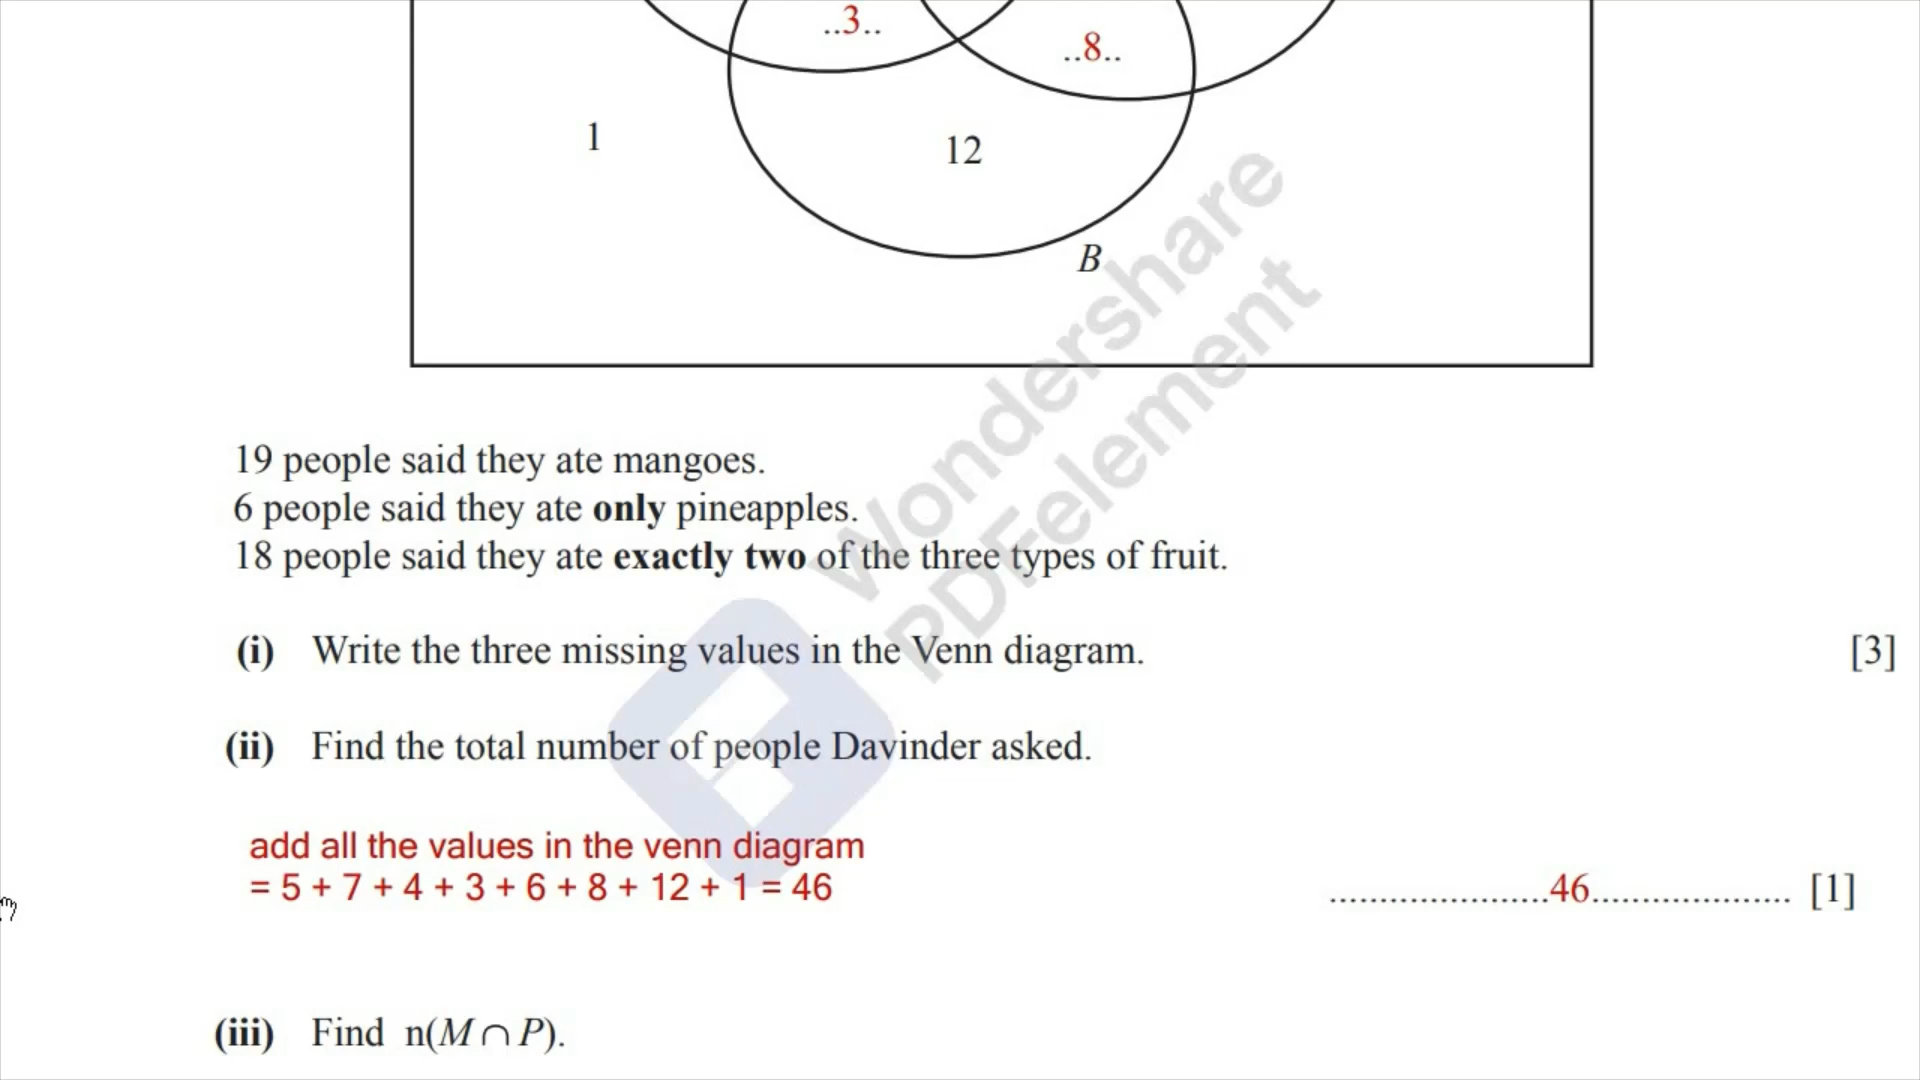 ..3..
..8..
1
12
B
19 people said they ate mangoes.
6 people said they ate only pineapples.
18 people said they ate exactly two of the three types of fruit.
(i) Write the three missing values in the Venn diagram. [3]
(ii) Find the total number of people Davinder asked.
add all the values in the venn diagram
= 5 + 7 + 4 + 3 + 6 + 8 + 12 + 1 = 46
......................46.................... [1]
(iii) Find n(M ∩ P).
Wondershare
PDFelement